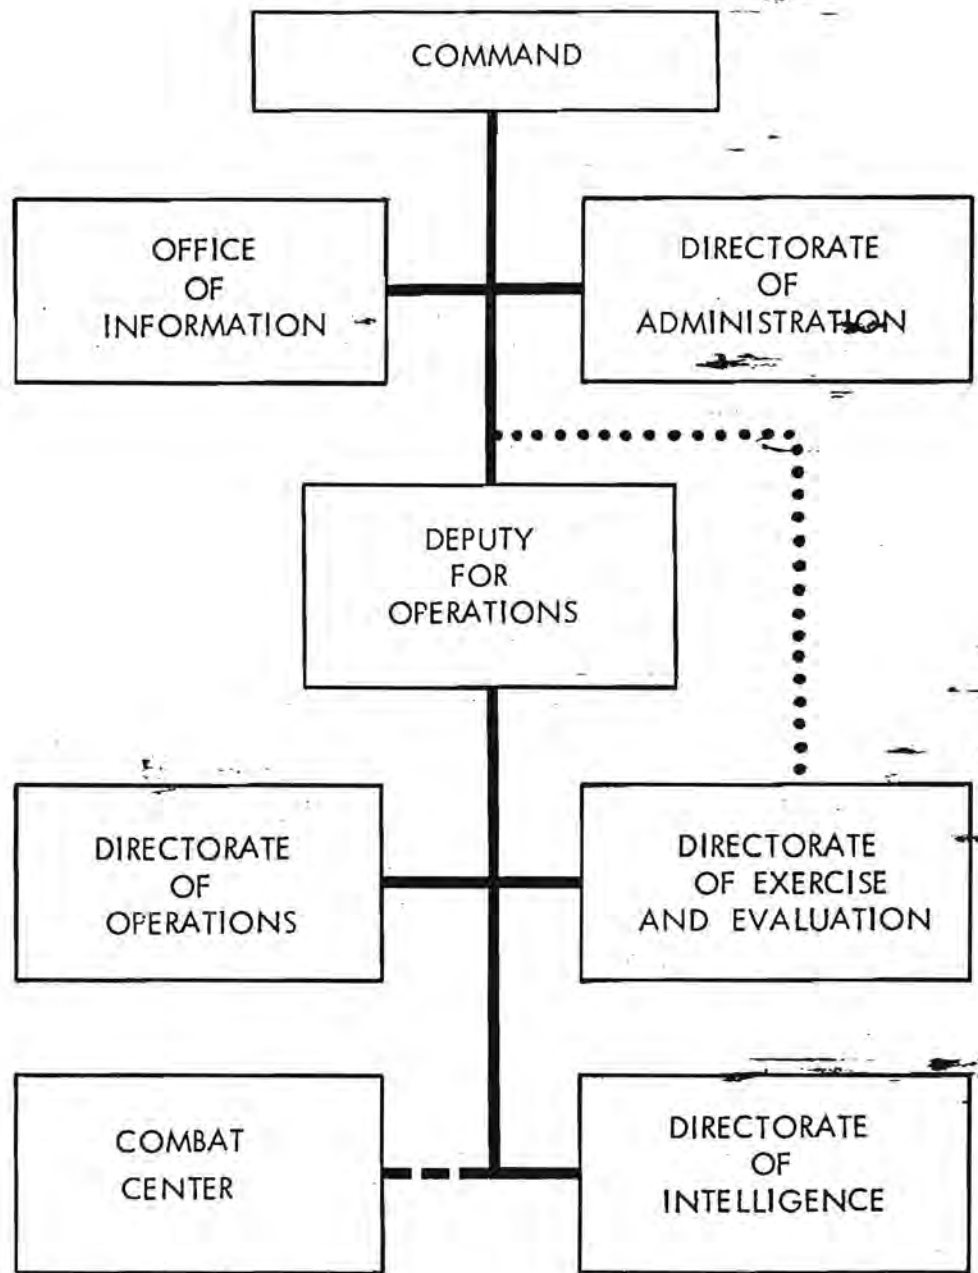 COMMAND
OFFICE
OF
INFORMATION
DIRECTORATE
OF
ADMINISTRATION
DEPUTY
FOR
OPERATIONS
DIRECTORATE
OF
OPERATIONS
DIRECTORATE
OF EXERCISE
AND EVALUATION
COMBAT
CENTER
DIRECTORATE
OF
INTELLIGENCE